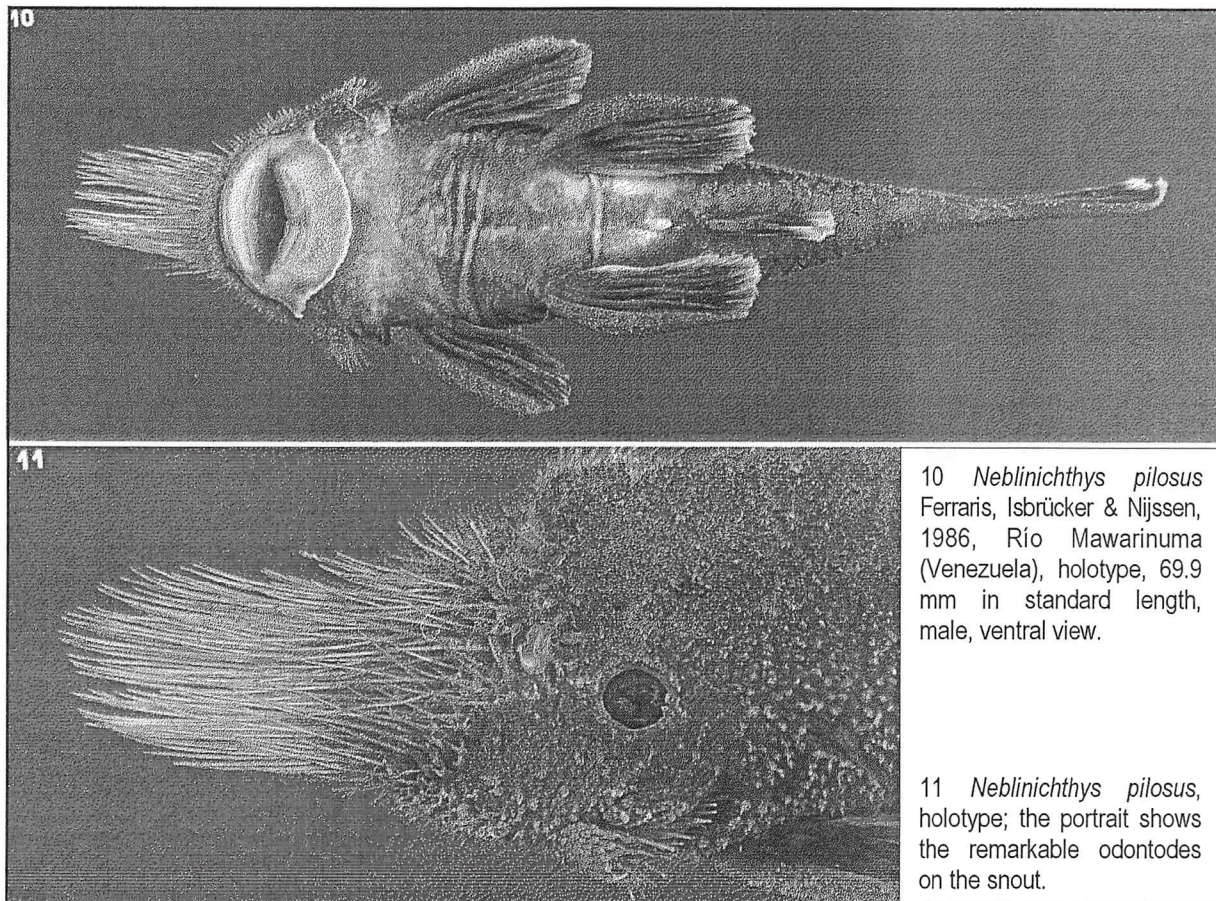 10
11
10 Neblinichthys pilosus
Ferraris, Isbrücker & Nijssen,
1986, Río Mawarinuma
(Venezuela), holotype, 69.9
mm in standard length,
male, ventral view.
11 Neblinichthys pilosus,
holotype; the portrait shows
the remarkable odontodes
on the snout.